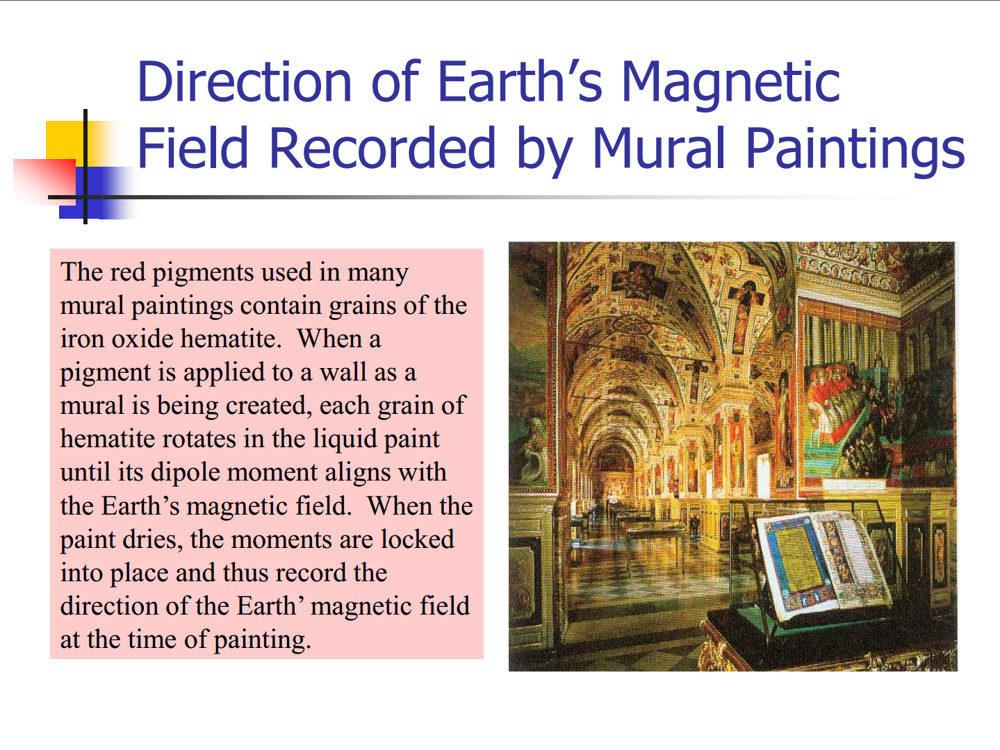 Direction of Earth’s Magnetic
Field Recorded by Mural Paintings
The red pigments used in many
mural paintings contain grains of the
iron oxide hematite.  When a
pigment is applied to a wall as a
mural is being created, each grain of
hematite rotates in the liquid paint
until its dipole moment aligns with
the Earth’s magnetic field.  When the
paint dries, the moments are locked
into place and thus record the
direction of the Earth’ magnetic field
at the time of painting.